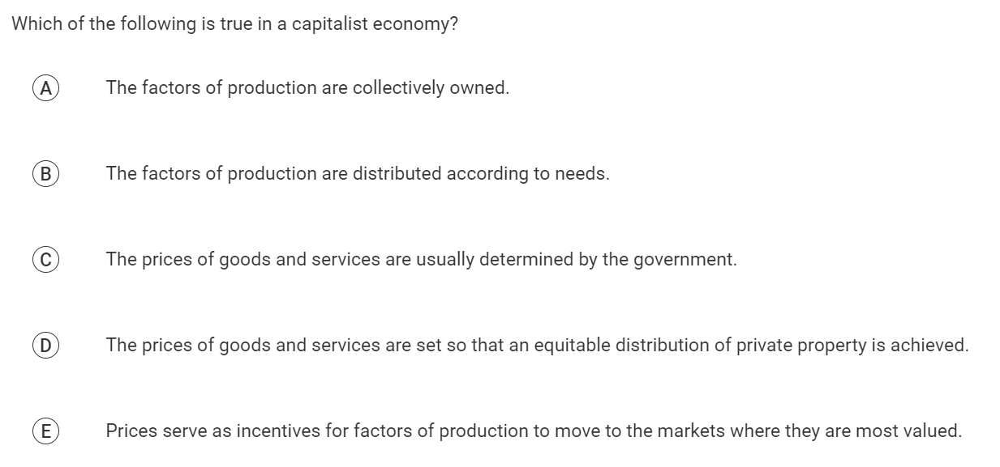 Which of the following is true in a capitalist economy?
A The factors of production are collectively owned.
B The factors of production are distributed according to needs.
C The prices of goods and services are usually determined by the government.
D The prices of goods and services are set so that an equitable distribution of private property is achieved.
E Prices serve as incentives for factors of production to move to the markets where they are most valued.